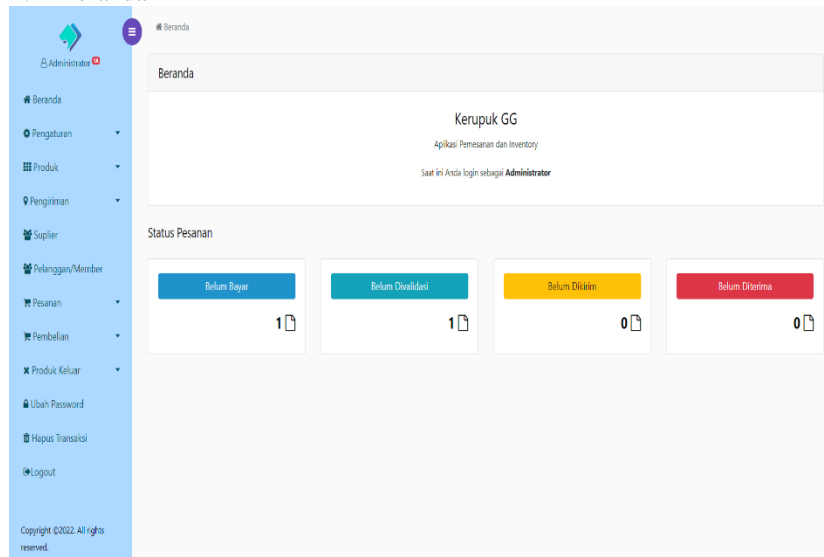 Beranda
Administrator SA
Beranda
Pengaturan
Produk
Pengiriman
Suplier
Pelanggan/Member
Pesanan
Pembelian
Produk Keluar
Ubah Password
Hapus Transaksi
Logout
Copyright ©2022. All rights
reserved.
Beranda
Kerupuk GG
Aplikasi Pemesanan dan Inventory
Saat ini Anda login sebagai Administrator
Status Pesanan
Belum Bayar
1
Belum Divalidasi
1
Belum Dikirim
0
Belum Diterima
0